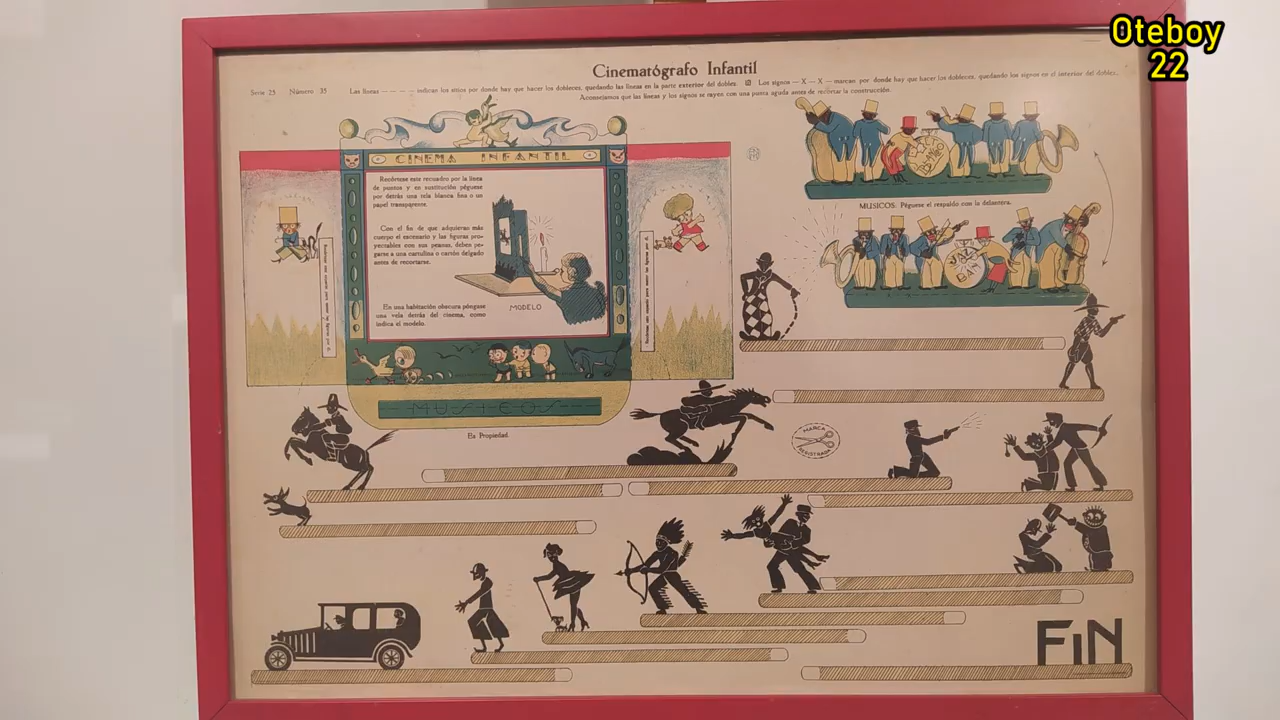 Oteboy
22
Cinematógrafo Infantil
Serie 25 Número 35 Las líneas — — — — indican los sitios por donde hay que hacer los dobleces, quedando las líneas en la parte exterior del doblez. Los signos — X — X — marcan por donde hay que hacer los dobleces, quedando los signos en el interior del doblez.
Aconsejamos que las líneas y los signos se rayen con una punta aguda antes de recortar la construcción.
CINEMA INFANTIL
Recórtese este recuadro por la línea
de puntos y en sustitución péguese
por detrás una tela blanca fina o un
papel transparente.
Con el fin de que adquieran más
cuerpo el escenario y las figuras pro-
yectables con sus peanas, deben pe-
garse a una cartulina o cartón delgado
antes de recortarse.
En una habitación obscura póngase
una vela detrás del cinema, como
indica el modelo.
MODELO
MUSICOS
Es Propiedad.
MUSICOS: Péguese el respaldo con la delantera.
JAZZ
BAN
MARCA
REGISTRADA
FiN